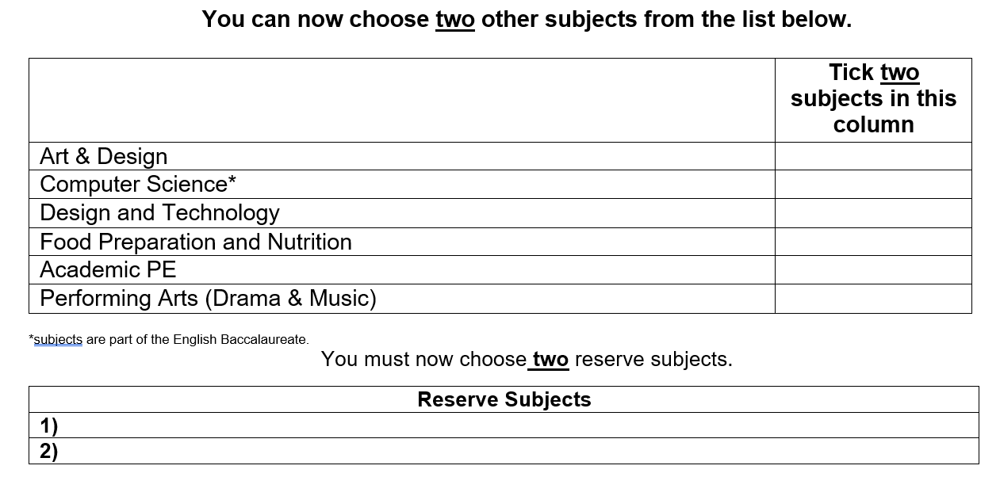 You can now choose two other subjects from the list below.
Tick two
subjects in this
column
Art & Design
Computer Science*
Design and Technology
Food Preparation and Nutrition
Academic PE
Performing Arts (Drama & Music)
*subjects are part of the English Baccalaureate.
You must now choose two reserve subjects.
Reserve Subjects
1)
2)